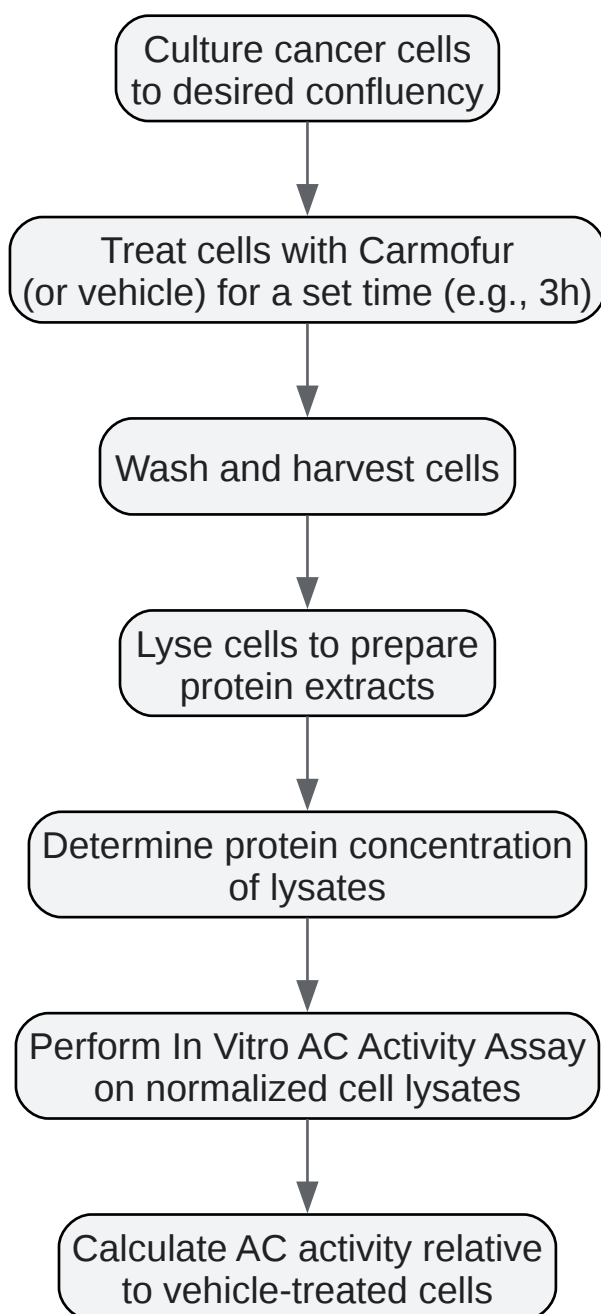 Culture cancer cells
to desired confluency
Treat cells with Carmofur
(or vehicle) for a set time (e.g., 3h)
Wash and harvest cells
Lyse cells to prepare
protein extracts
Determine protein concentration
of lysates
Perform In Vitro AC Activity Assay
on normalized cell lysates
Calculate AC activity relative
to vehicle-treated cells